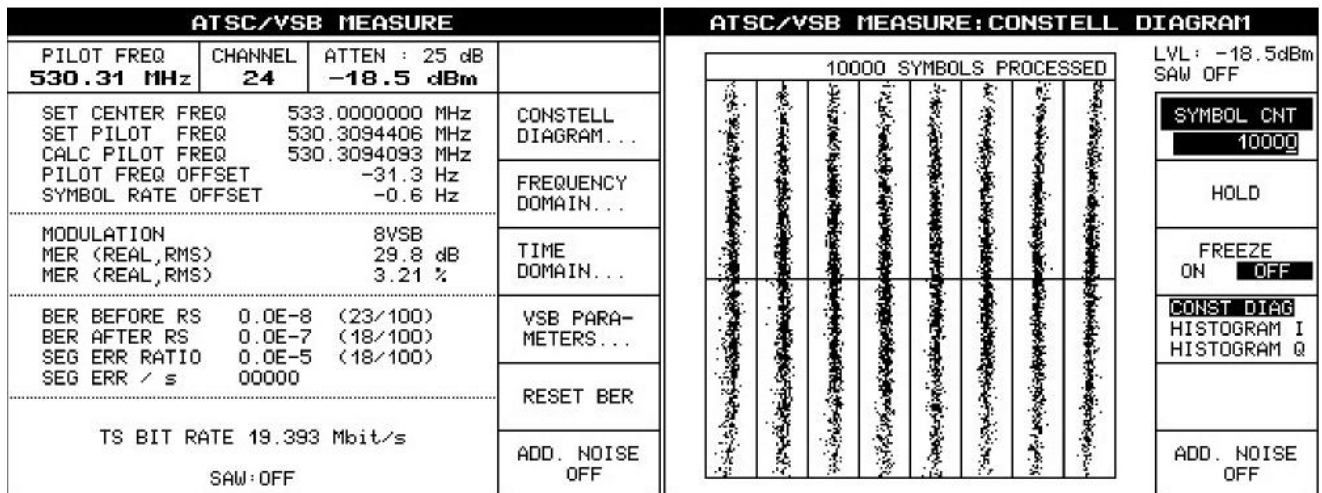 ATSC/VSB MEASURE
PILOT FREQ
530.31 MHz
CHANNEL
24
ATTEN : 25 dB
-18.5 dBm
SET CENTER FREQ 533.0000000 MHz
SET PILOT FREQ 530.3094406 MHz
CALC PILOT FREQ 530.3094093 MHz
PILOT FREQ OFFSET -31.3 Hz
SYMBOL RATE OFFSET -0.6 Hz
MODULATION 8VSB
MER (REAL,RMS) 29.8 dB
MER (REAL,RMS) 3.21 %
BER BEFORE RS 0.0E-8 (23/100)
BER AFTER RS 0.0E-7 (18/100)
SEG ERR RATIO 0.0E-5 (18/100)
SEG ERR / s 00000
TS BIT RATE 19.393 Mbit/s
SAW:OFF
CONSTELL
DIAGRAM...
FREQUENCY
DOMAIN...
TIME
DOMAIN...
VSB PARA-
METERS...
RESET BER
ADD. NOISE
OFF
ATSC/VSB MEASURE:CONSTELL DIAGRAM
10000 SYMBOLS PROCESSED
LVL: -18.5dBm
SAW OFF
SYMBOL CNT
10000
HOLD
FREEZE
ON OFF
CONST DIAG
HISTOGRAM I
HISTOGRAM Q
ADD. NOISE
OFF